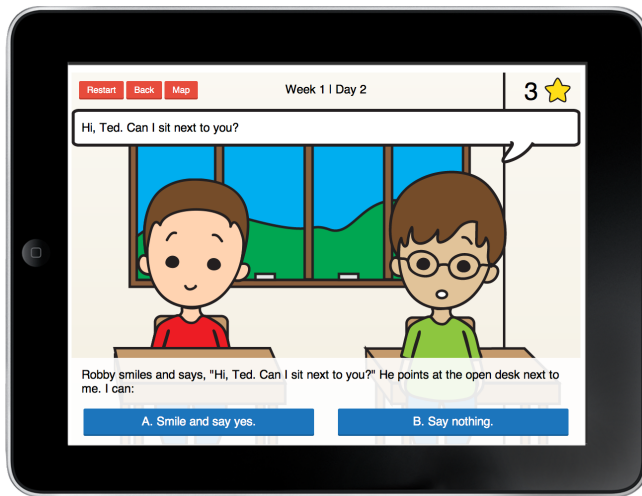 Restart Back Map Week 1 | Day 2 3
Hi, Ted. Can I sit next to you?
Robby smiles and says, "Hi, Ted. Can I sit next to you?" He points at the open desk next to
me. I can:
A. Smile and say yes. B. Say nothing.